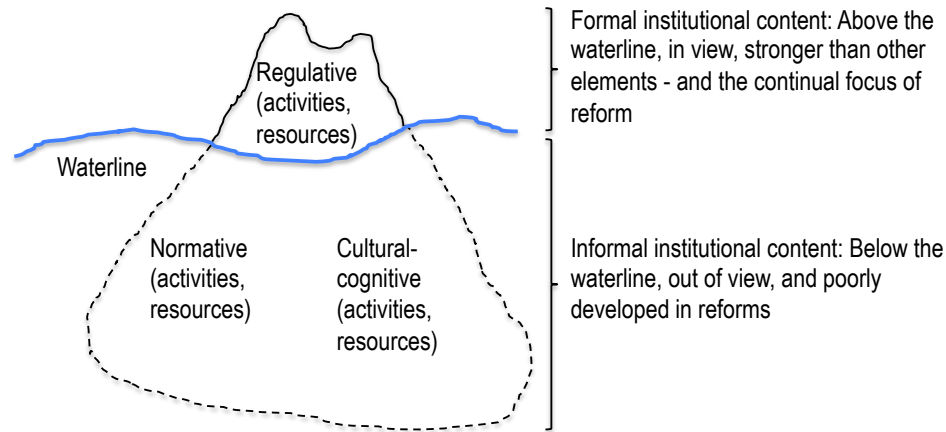 Formal institutional content: Above the
waterline, in view, stronger than other
elements - and the continual focus of
reform
Regulative
(activities,
resources)
Waterline
Normative
(activities,
resources)
Cultural-
cognitive
(activities,
resources)
Informal institutional content: Below the
waterline, out of view, and poorly
developed in reforms